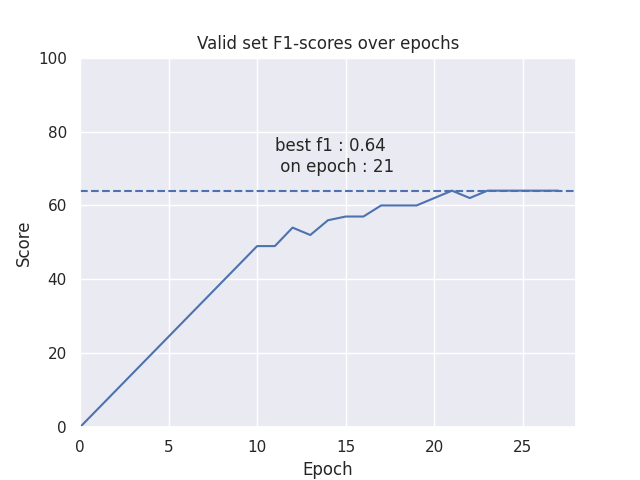 Valid set F1-scores over epochs
100
80
60
40
20
0
Score
best f1 : 0.64
on epoch : 21
0 5 10 15 20 25
Epoch